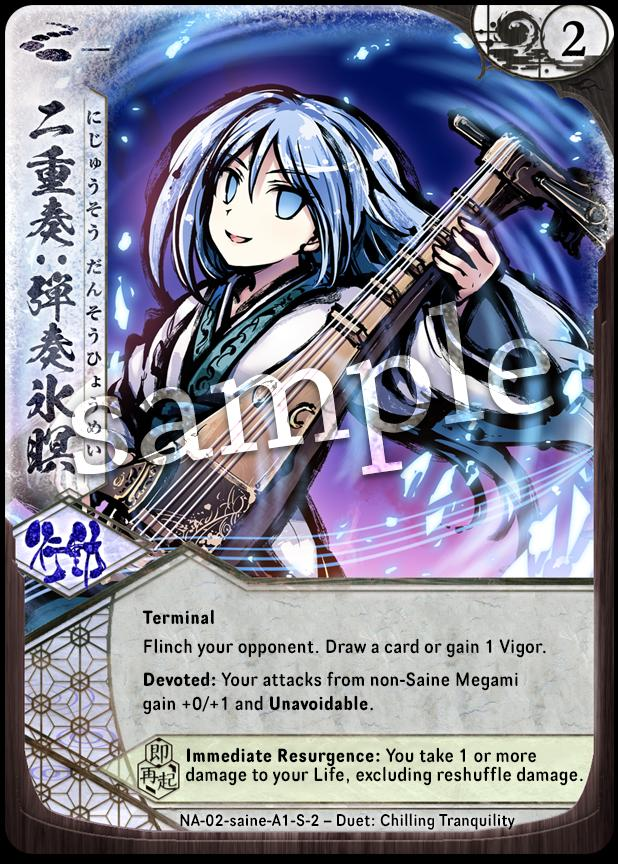 2
二重奏:弾奏氷瞑
にじゅうそう だんそうひょうめい
sample
行動
Terminal
Flinch your opponent. Draw a card or gain 1 Vigor.
Devoted: Your attacks from non-Saine Megami
gain +0/+1 and Unavoidable.
即
再起
Immediate Resurgence: You take 1 or more
damage to your Life, excluding reshuffle damage.
NA-02-saine-A1-S-2 – Duet: Chilling Tranquility